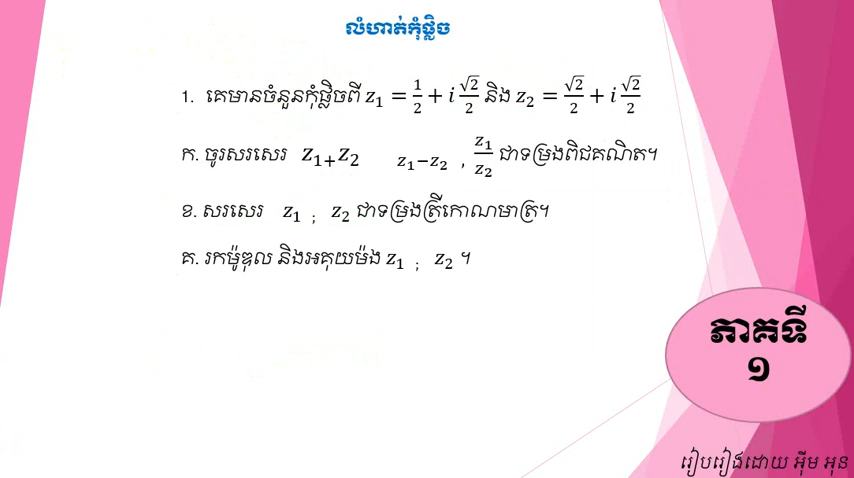 លំហាត់កុំផ្លិច
1. គេមានចំនួនកុំផ្លិចពី z₁ = 1/2 + i √2/2 និង z₂ = √2/2 + i √2/2
ក. ចូរសរសេរ z₁₊z₂ z₁−z₂ , z₁/z₂ ជាទម្រង់ពិជគណិត។
ខ. សរសេរ z₁ ; z₂ ជាទម្រង់ត្រីកោណមាត្រ។
គ. រកម៉ូឌុល និងអគុយម៉ង់ z₁ ; z₂ ។
ភាគទី
១
រៀបរៀងដោយ អុីម អុន